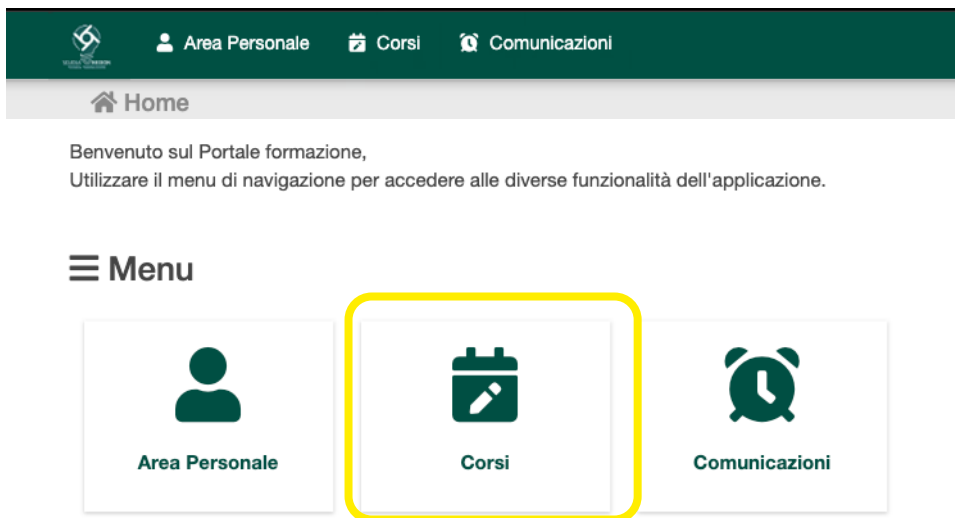 Area Personale
Corsi
Comunicazioni
Home
Benvenuto sul Portale formazione,
Utilizzare il menu di navigazione per accedere alle diverse funzionalità dell'applicazione.
Menu
Area Personale
Corsi
Comunicazioni